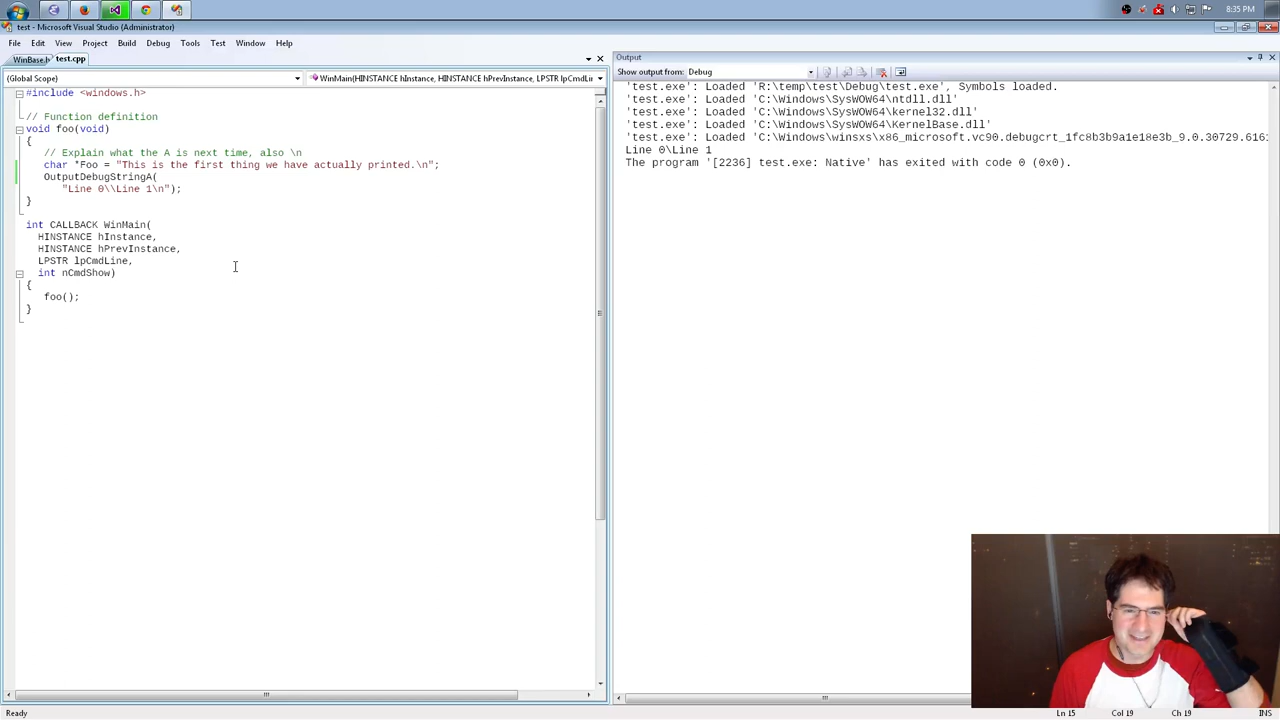 8:35 PM
test - Microsoft Visual Studio (Administrator)
File Edit View Project Build Debug Tools Test Window Help
WinBase.h test.cpp
(Global Scope) WinMain(HINSTANCE hInstance, HINSTANCE hPrevInstance, LPSTR lpCmdLin
#include <windows.h>
// Function definition
void foo(void)
{
// Explain what the A is next time, also \n
char *Foo = "This is the first thing we have actually printed.\n";
OutputDebugStringA(
"Line 0\\Line 1\n");
}
int CALLBACK WinMain(
HINSTANCE hInstance,
HINSTANCE hPrevInstance,
LPSTR lpCmdLine,
int nCmdShow)
{
foo();
}
Output
Show output from: Debug
'test.exe': Loaded 'R:\temp\test\Debug\test.exe', Symbols loaded.
'test.exe': Loaded 'C:\Windows\SysWOW64\ntdll.dll'
'test.exe': Loaded 'C:\Windows\SysWOW64\kernel32.dll'
'test.exe': Loaded 'C:\Windows\SysWOW64\KernelBase.dll'
'test.exe': Loaded 'C:\Windows\winsxs\x86_microsoft.vc90.debugcrt_1fc8b3b9a1e18e3b_9.0.30729.6161
Line 0\Line 1
The program '[2236] test.exe: Native' has exited with code 0 (0x0).
Ready Ln 15 Col 19 Ch 19 INS